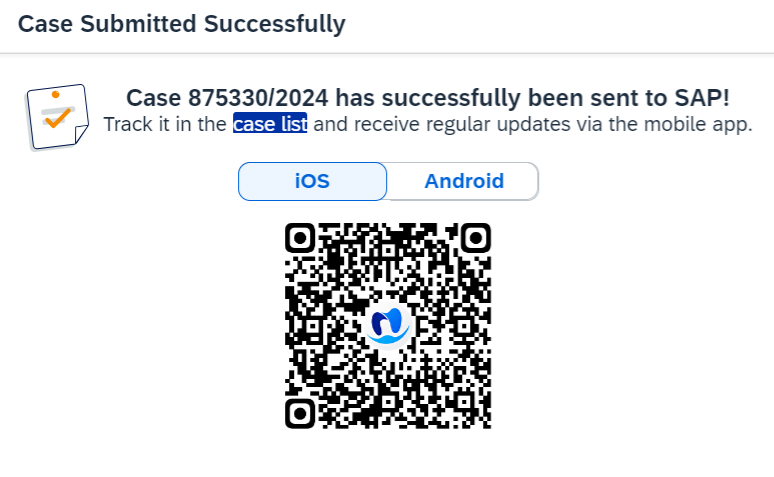 Case Submitted Successfully
Case 875330/2024 has successfully been sent to SAP!
Track it in the case list and receive regular updates via the mobile app.
iOS
Android